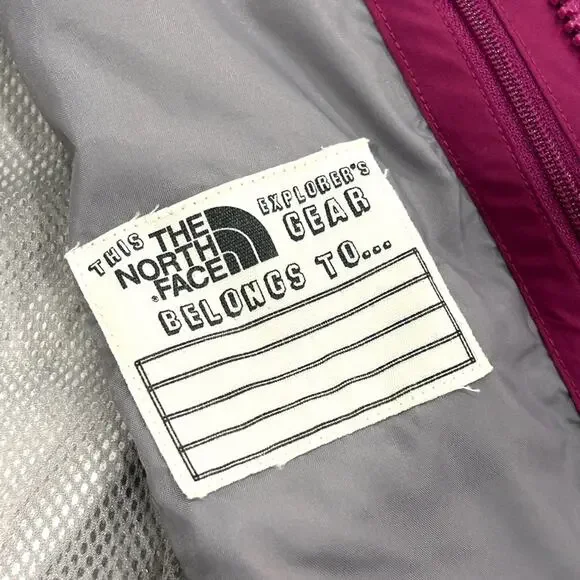 THIS THE NORTH FACE EXPLORER'S GEAR
BELONGS TO...